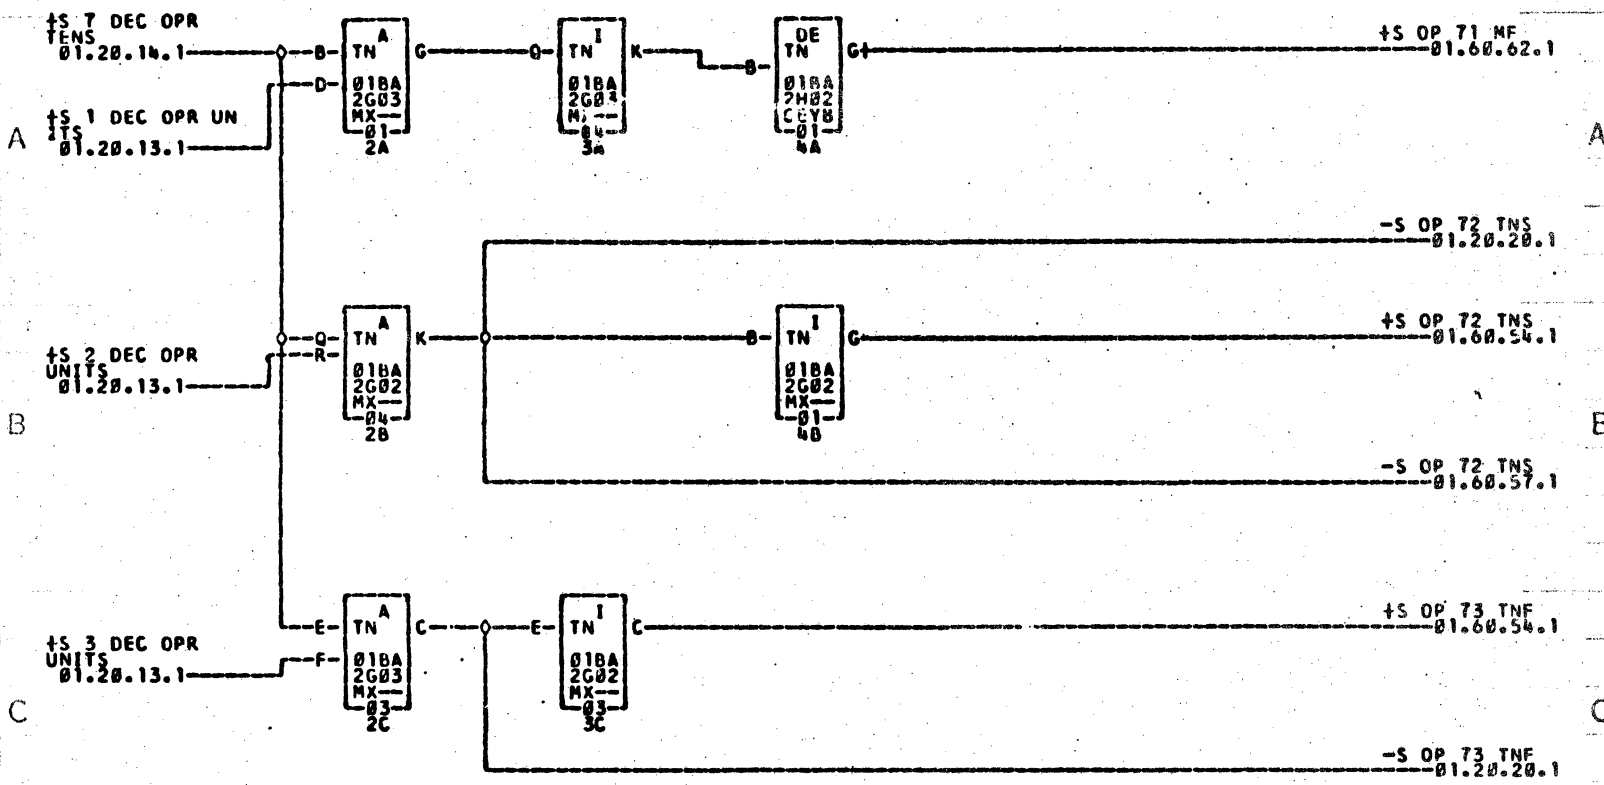 +S 7 DEC OPR
TENS
01.20.14.1
B
D
A
TN
01BA
2G03
MX—
01
2A
G
Q
I
TN
01BA
2G03
04
3A
K
B
DE
TN
01BA
2H02
CEYB
01
4A
G
+S OP 71 MF
01.60.62.1
+S 1 DEC OPR UN
ITS
01.20.13.1
A
A
-S OP 72 TNS
01.20.20.1
Q
R
A
TN
01BA
2G02
MX—
04
2B
K
B
I
TN
01BA
2G02
MX—
01
4B
G
+S OP 72 TNS
01.60.54.1
+S 2 DEC OPR
UNITS
01.20.13.1
B
-S OP 72 TNS
01.60.57.1
E
F
A
TN
01BA
2G03
MX—
03
2C
C
E
I
TN
01BA
2G02
MX—
03
3C
C
+S OP 73 TNF
01.60.54.1
+S 3 DEC OPR
UNITS
01.20.13.1
C
C
-S OP 73 TNF
01.20.20.1